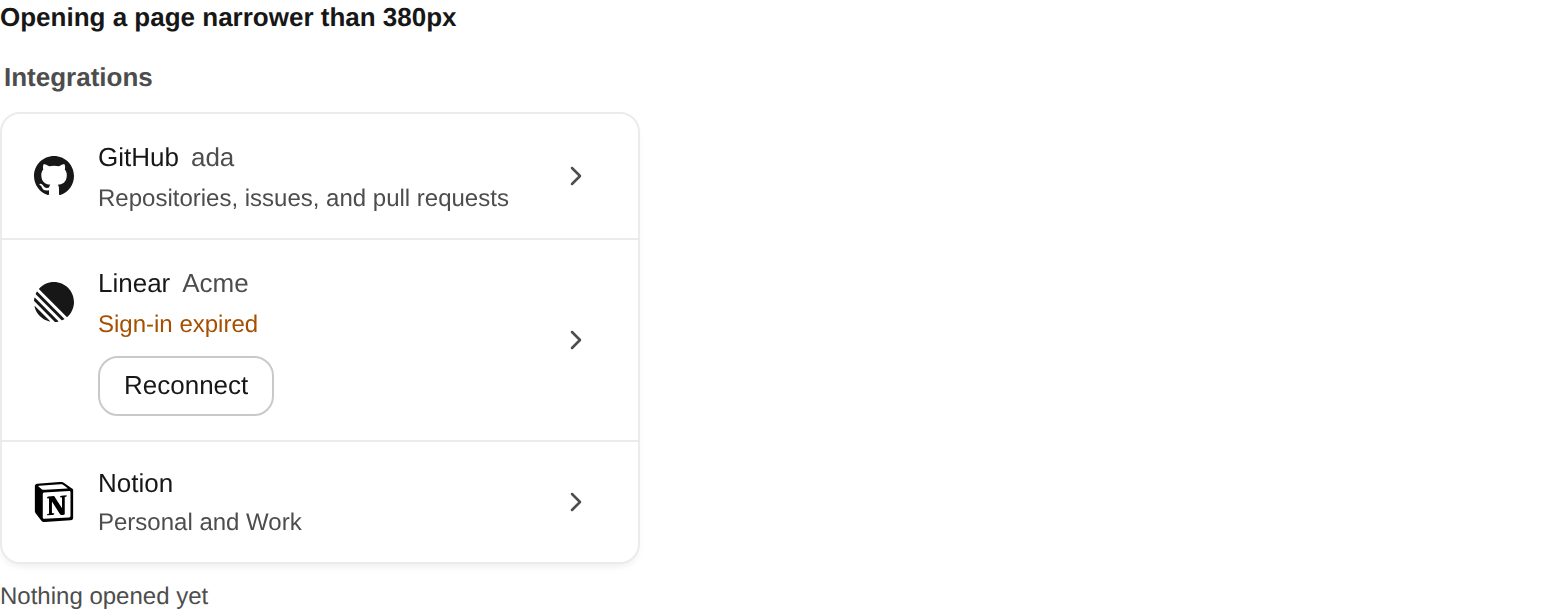 Opening a page narrower than 380px
Integrations
GitHub ada
Repositories, issues, and pull requests
Linear Acme
Sign-in expired
Reconnect
Notion
Personal and Work
Nothing opened yet